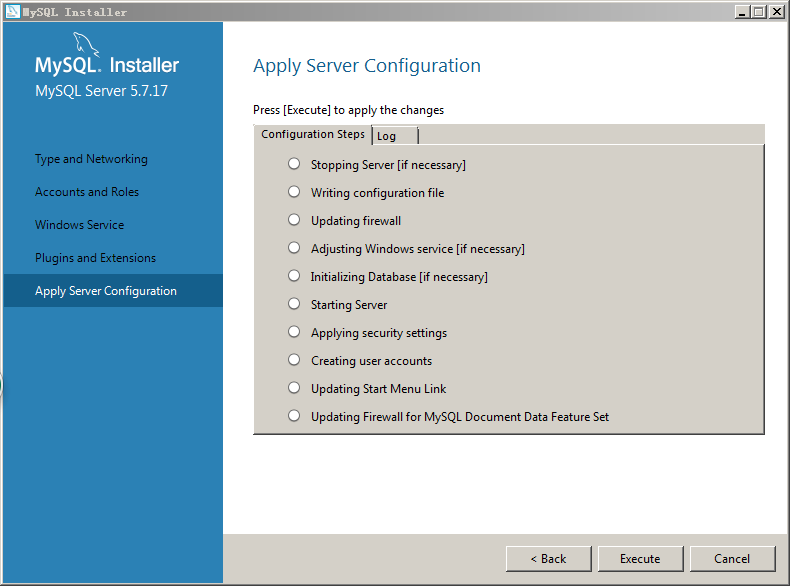 MySQL Installer
MySQL. Installer
MySQL Server 5.7.17
Type and Networking
Accounts and Roles
Windows Service
Plugins and Extensions
Apply Server Configuration
Apply Server Configuration
Press [Execute] to apply the changes
Configuration Steps
Log
Stopping Server [if necessary]
Writing configuration file
Updating firewall
Adjusting Windows service [if necessary]
Initializing Database [if necessary]
Starting Server
Applying security settings
Creating user accounts
Updating Start Menu Link
Updating Firewall for MySQL Document Data Feature Set
< Back
Execute
Cancel